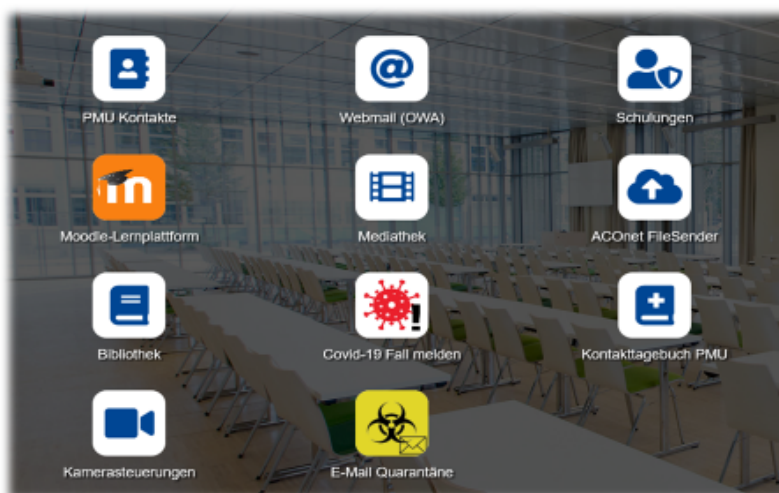 PMU Kontakte
Webmail (OWA)
Schulungen
Moodle-Lernplattform
Mediathek
ACOnet FileSender
Bibliothek
Covid-19 Fall melden
Kontakttagebuch PMU
Kamerasteuerungen
E-Mail Quarantäne